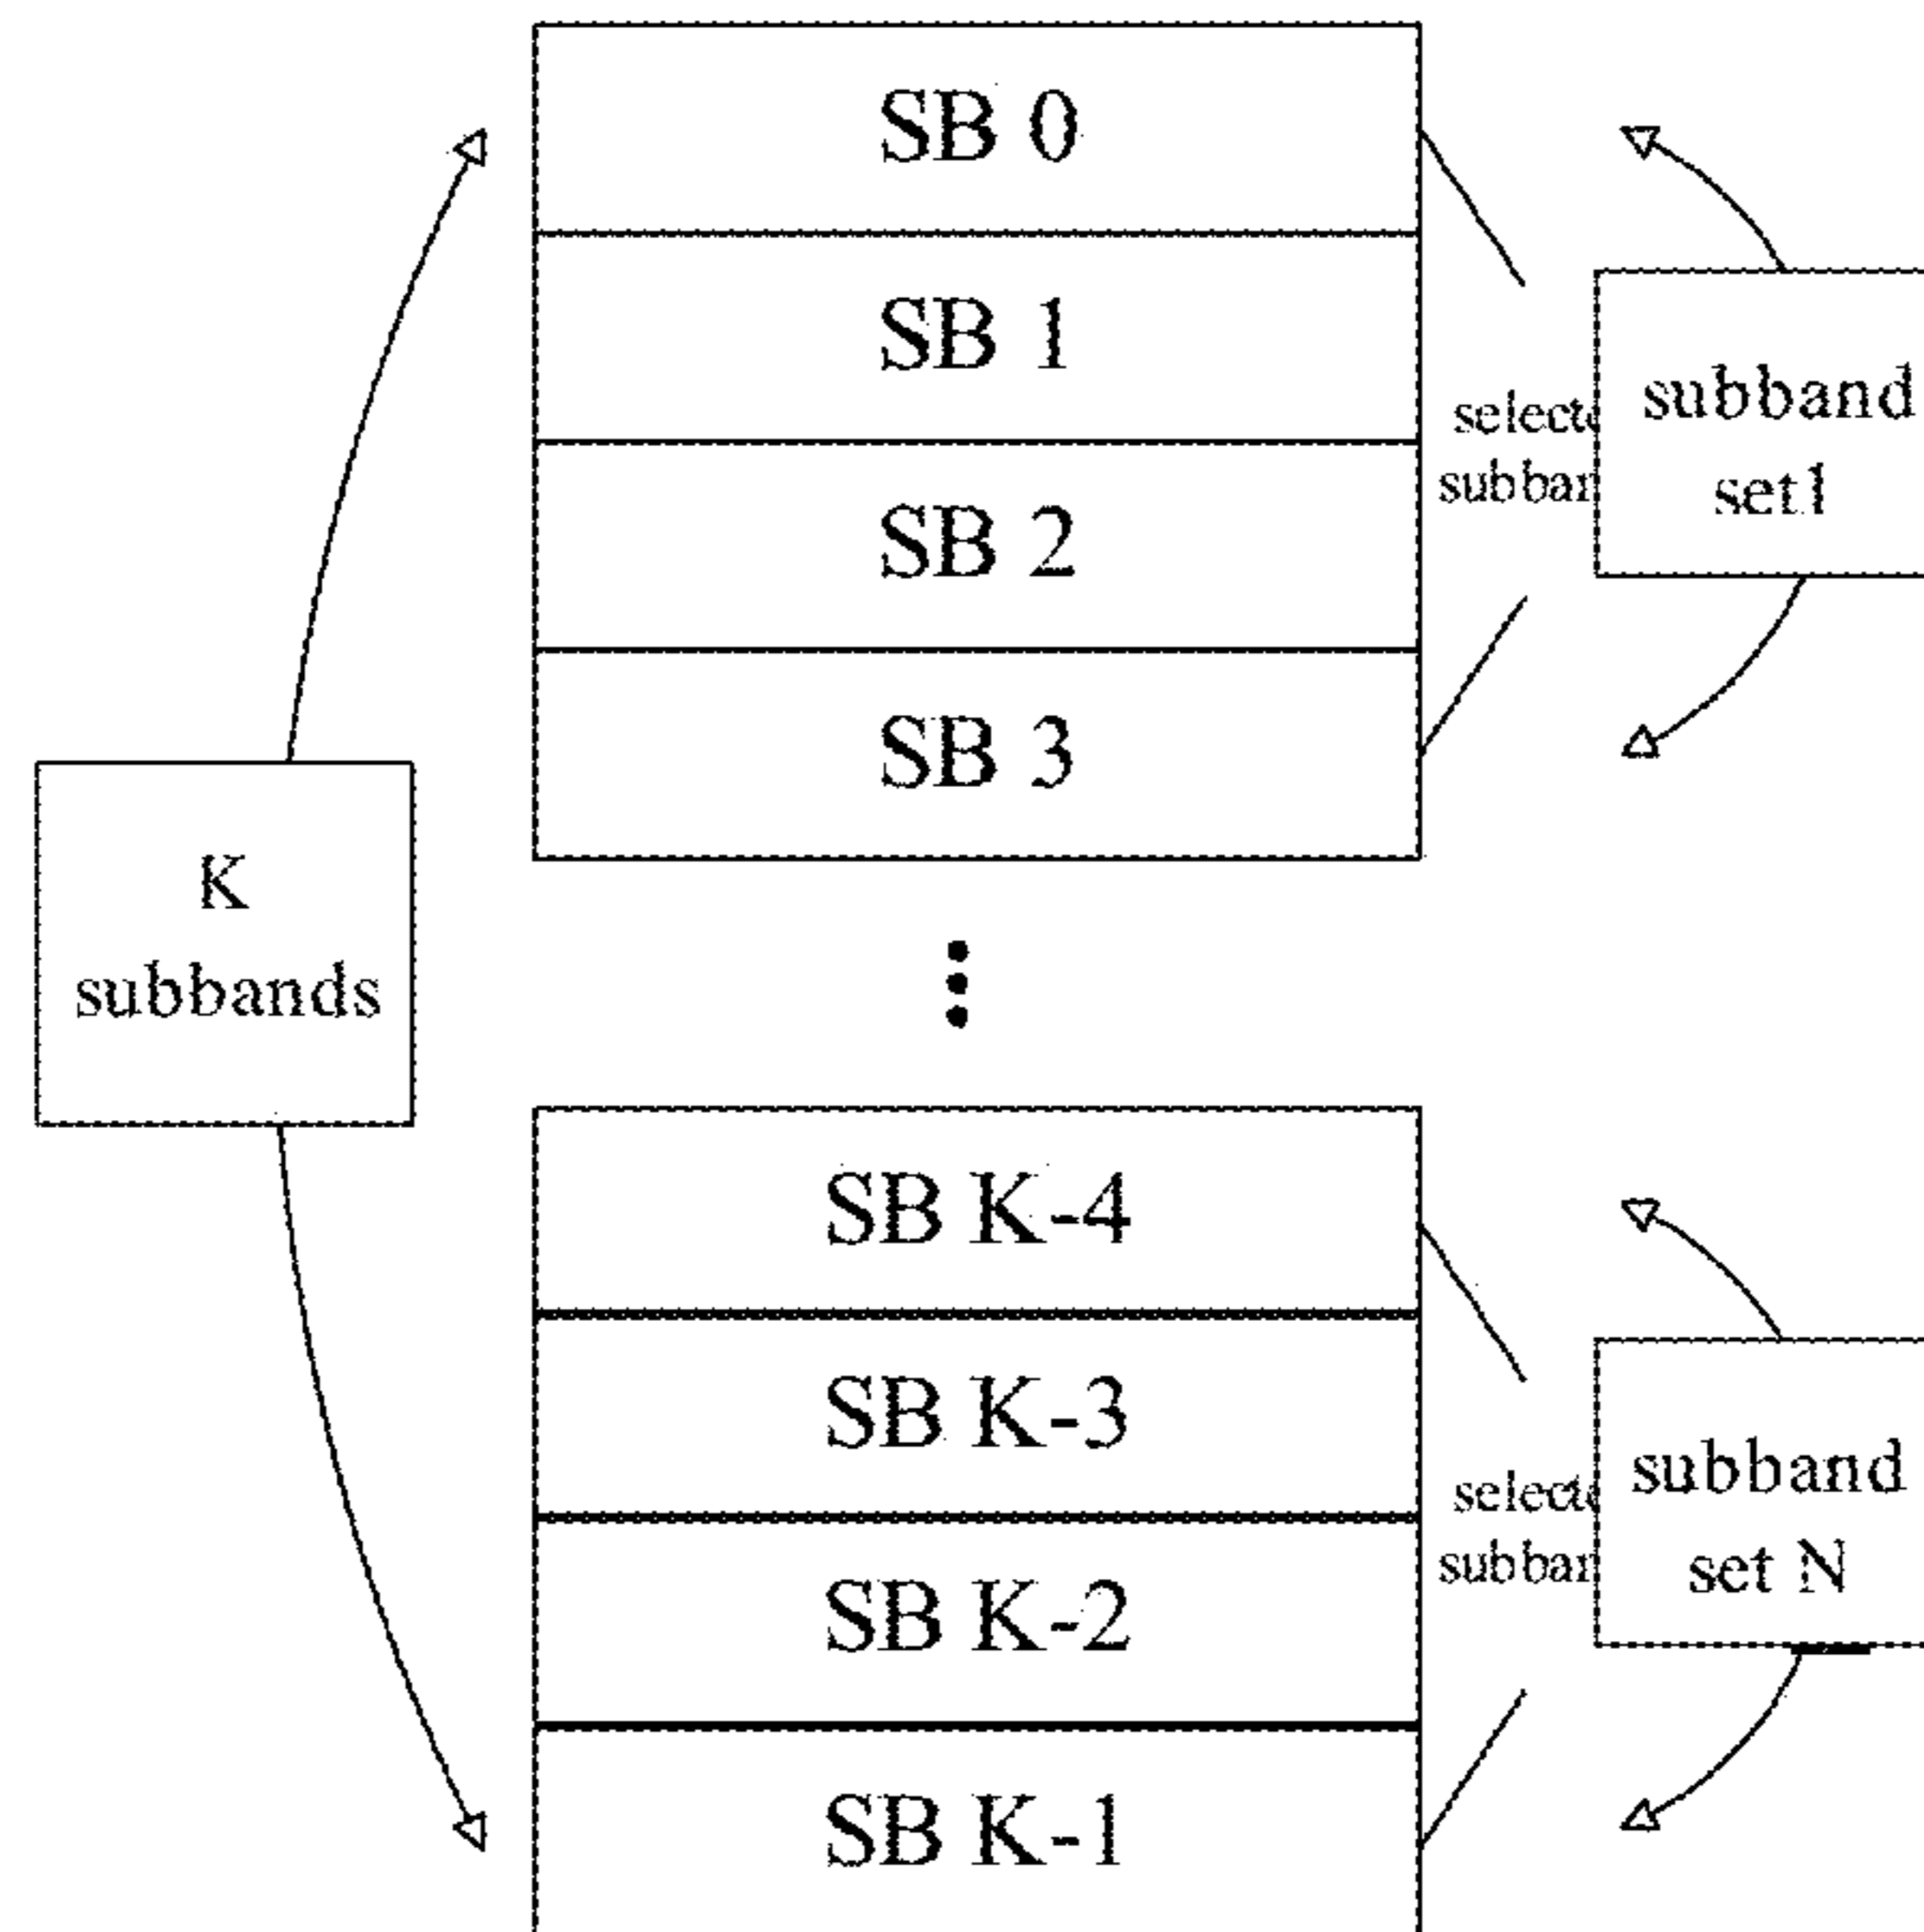 SB 0
SB 1
SB 2
SB 3
K
subbands
SB K-4
SB K-3
SB K-2
SB K-1
subband
set1
subband
set N